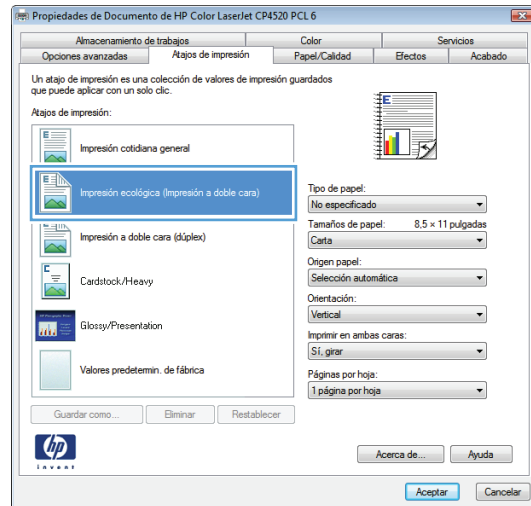 Propiedades de Documento de HP Color LaserJet CP4520 PCL 6
Almacenamiento de trabajos
Color
Servicios
Opciones avanzadas
Atajos de impresión
Papel/Calidad
Efectos
Acabado
Un atajo de impresión es una colección de valores de impresión guardados
que puede aplicar con un solo clic.
Atajos de impresión:
Impresión cotidiana general
Impresión ecológica (Impresión a doble cara)
Impresión a doble cara (dúplex)
Cardstock/Heavy
Glossy/Presentation
Valores predetermin. de fábrica
Guardar como...
Eliminar
Restablecer
E
E
E
E
C
Tipo de papel:
No especificado
Tamaños de papel: 8,5 × 11 pulgadas
Carta
Origen papel:
Selección automática
Orientación:
Vertical
Imprimir en ambas caras:
Sí, girar
Páginas por hoja:
1 página por hoja
hp
invent
Acerca de...
Ayuda
Aceptar
Cancelar